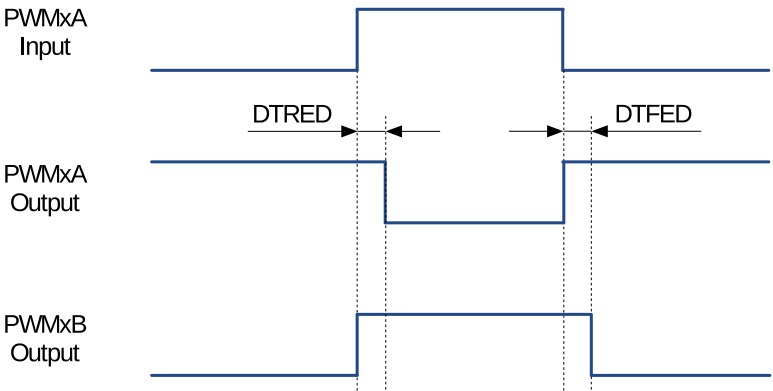 PWMxA
Input
DTRED
DTFED
PWMxA
Output
PWMxB
Output